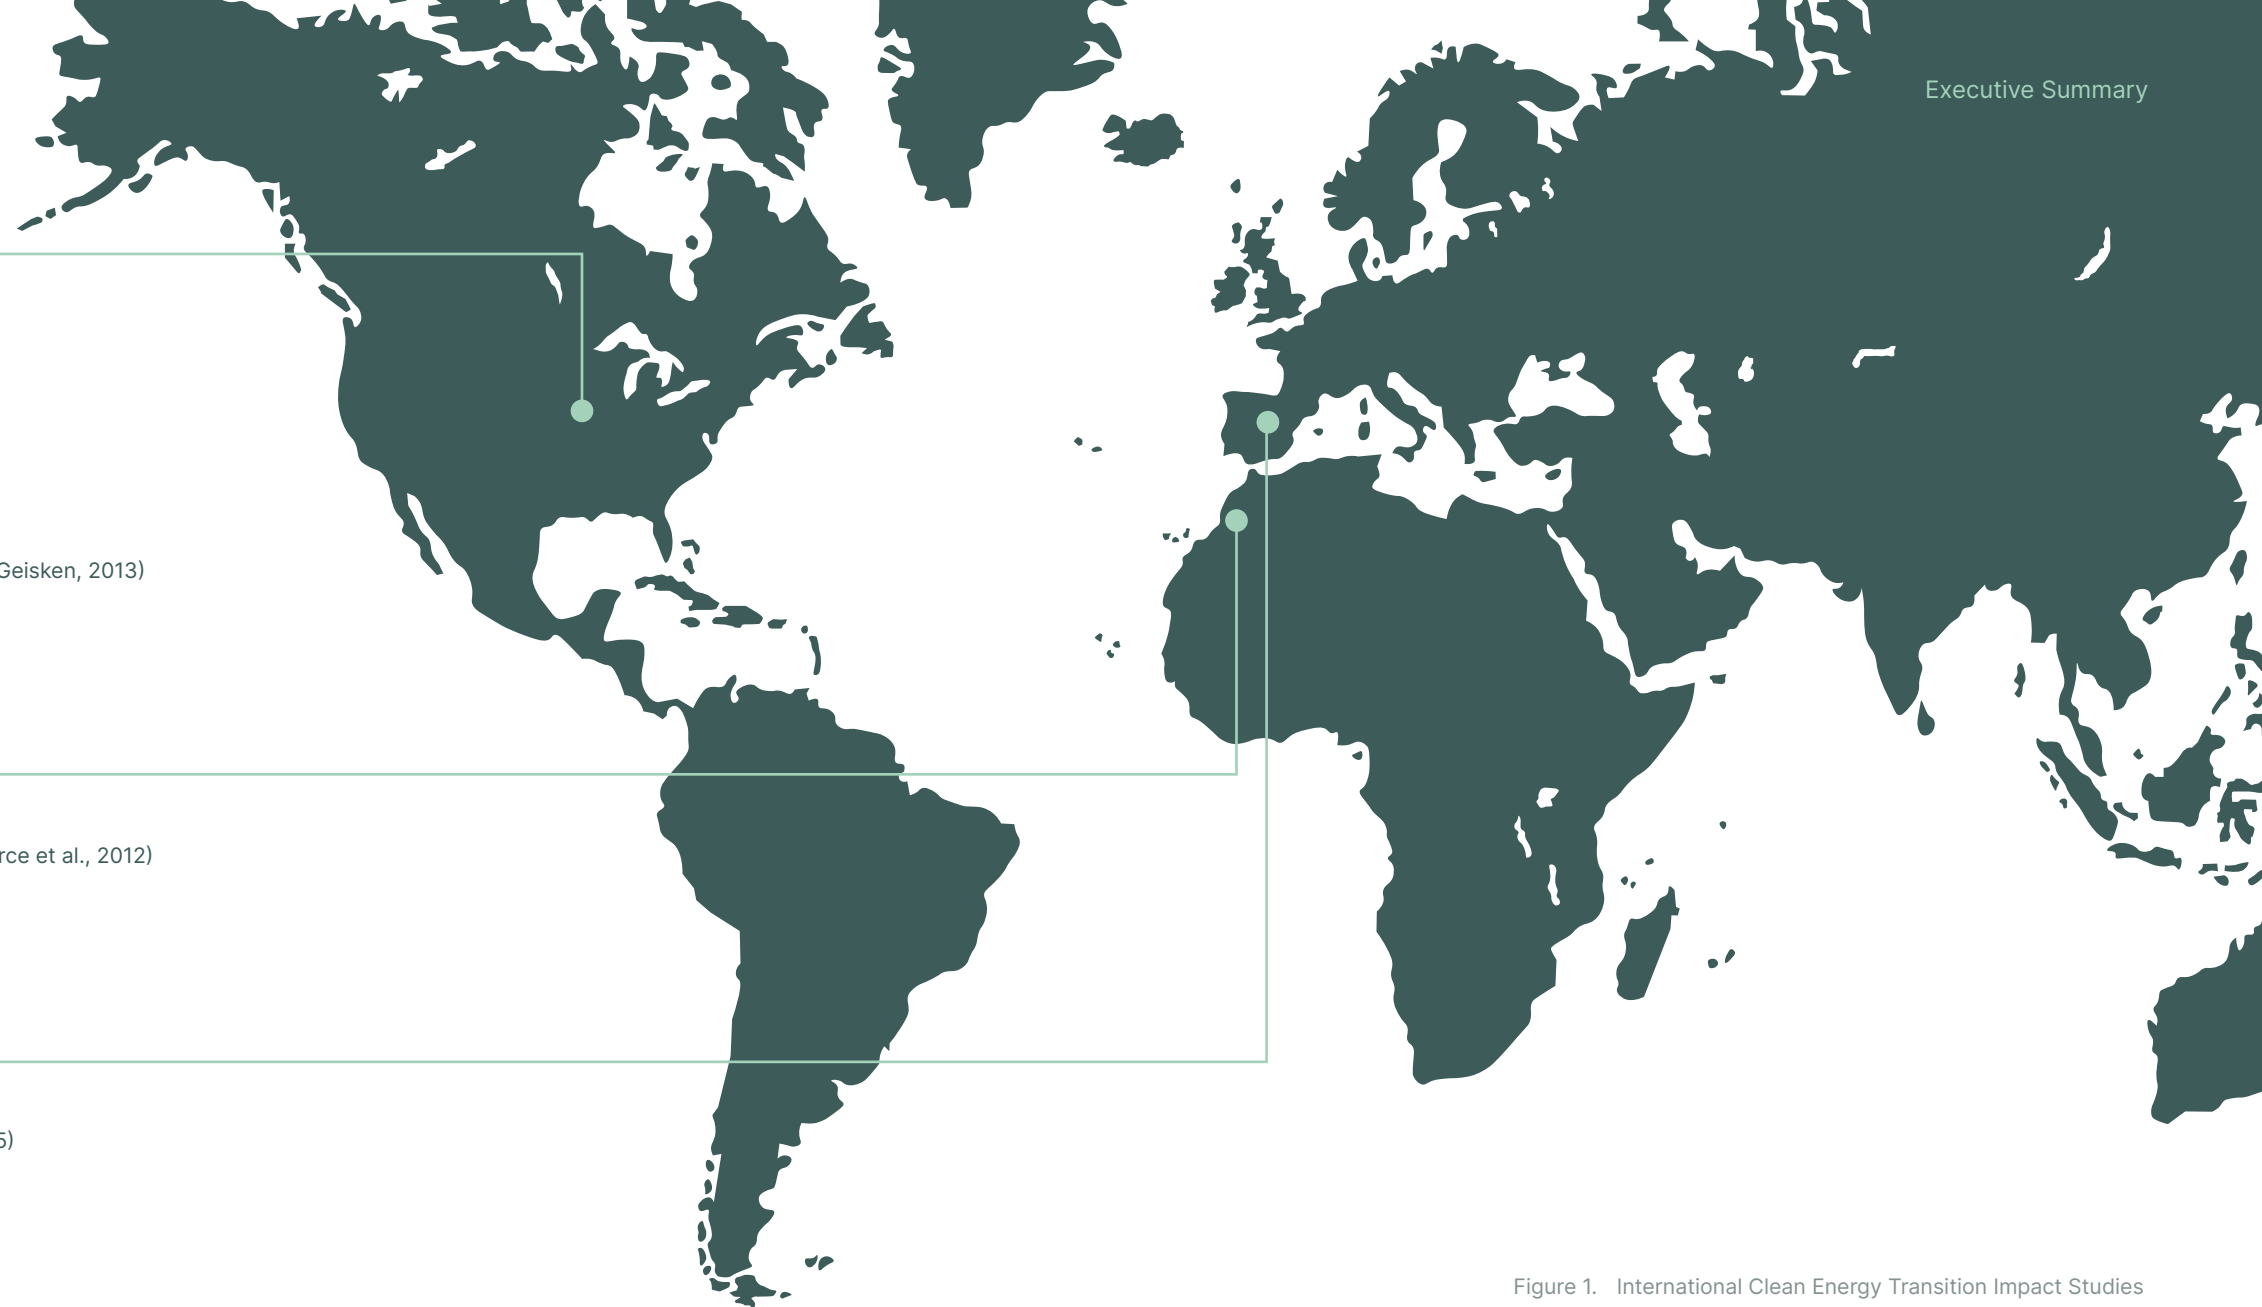 Executive Summary
Geisken, 2013)
rce et al., 2012)
5)
Figure 1. International Clean Energy Transition Impact Studies